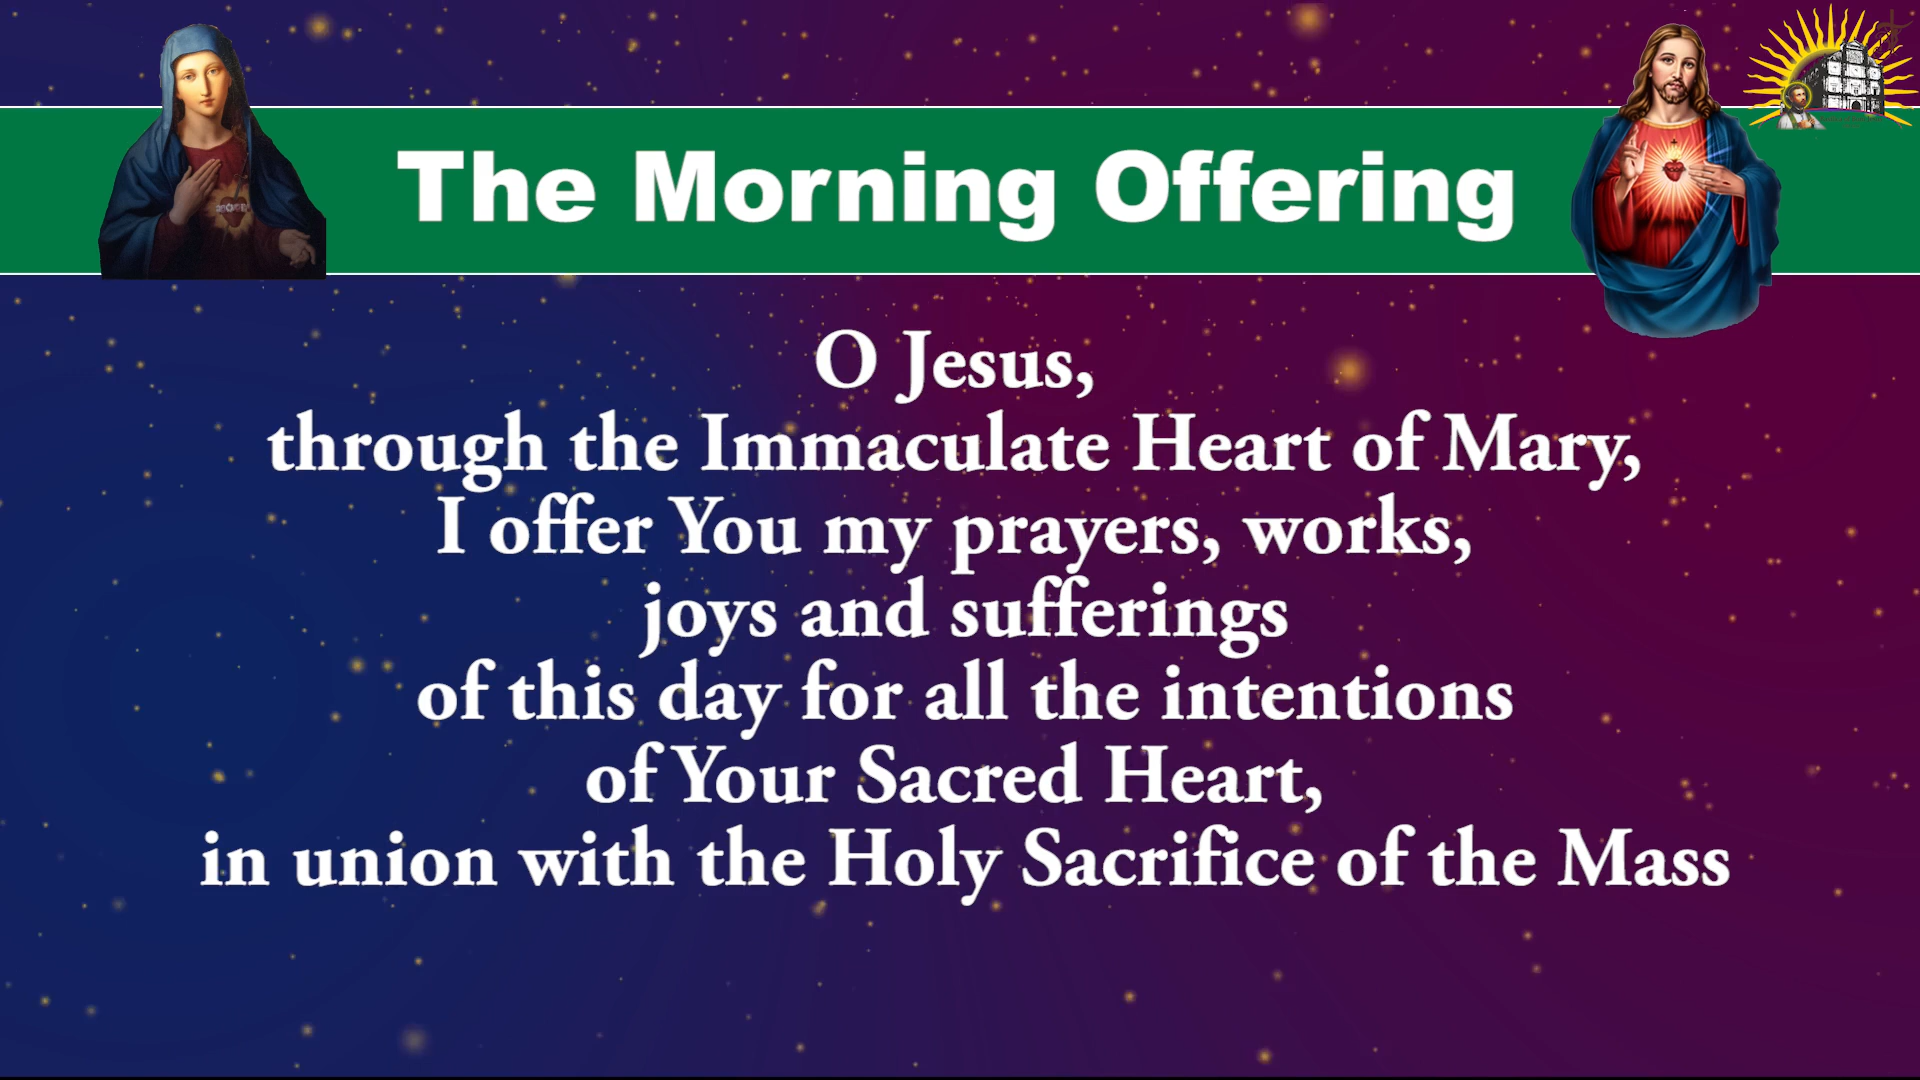 The Morning Offering
O Jesus,
through the Immaculate Heart of Mary,
I offer You my prayers, works,
joys and sufferings
of this day for all the intentions
of Your Sacred Heart,
in union with the Holy Sacrifice of the Mass